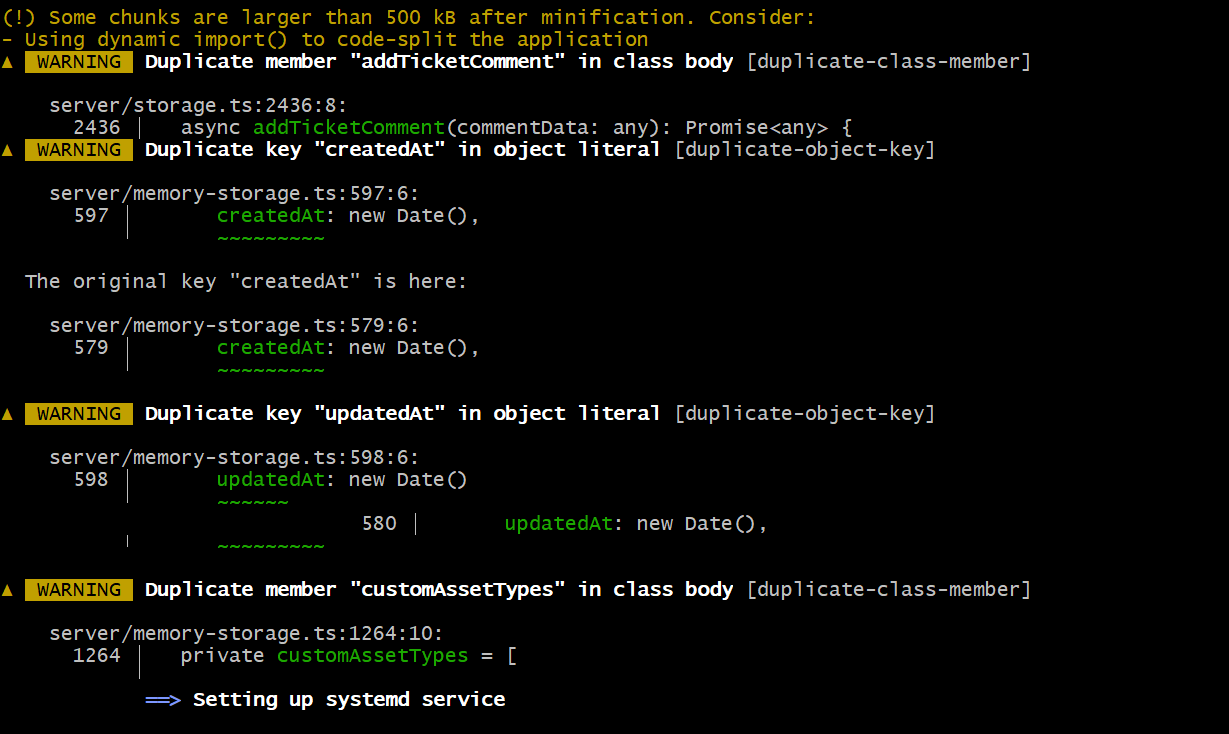 (!) Some chunks are larger than 500 kB after minification. Consider:
- Using dynamic import() to code-split the application
▲ WARNING Duplicate member "addTicketComment" in class body [duplicate-class-member]
server/storage.ts:2436:8:
2436 │ async addTicketComment(commentData: any): Promise<any> {
▲ WARNING Duplicate key "createdAt" in object literal [duplicate-object-key]
server/memory-storage.ts:597:6:
597 │ createdAt: new Date(),
~~~~~~~~~
The original key "createdAt" is here:
server/memory-storage.ts:579:6:
579 │ createdAt: new Date(),
~~~~~~~~~
▲ WARNING Duplicate key "updatedAt" in object literal [duplicate-object-key]
server/memory-storage.ts:598:6:
598 │ updatedAt: new Date()
~~~~~~
580 │ updatedAt: new Date(),
╵ ~~~~~~~~~
▲ WARNING Duplicate member "customAssetTypes" in class body [duplicate-class-member]
server/memory-storage.ts:1264:10:
1264 │ private customAssetTypes = [
==> Setting up systemd service